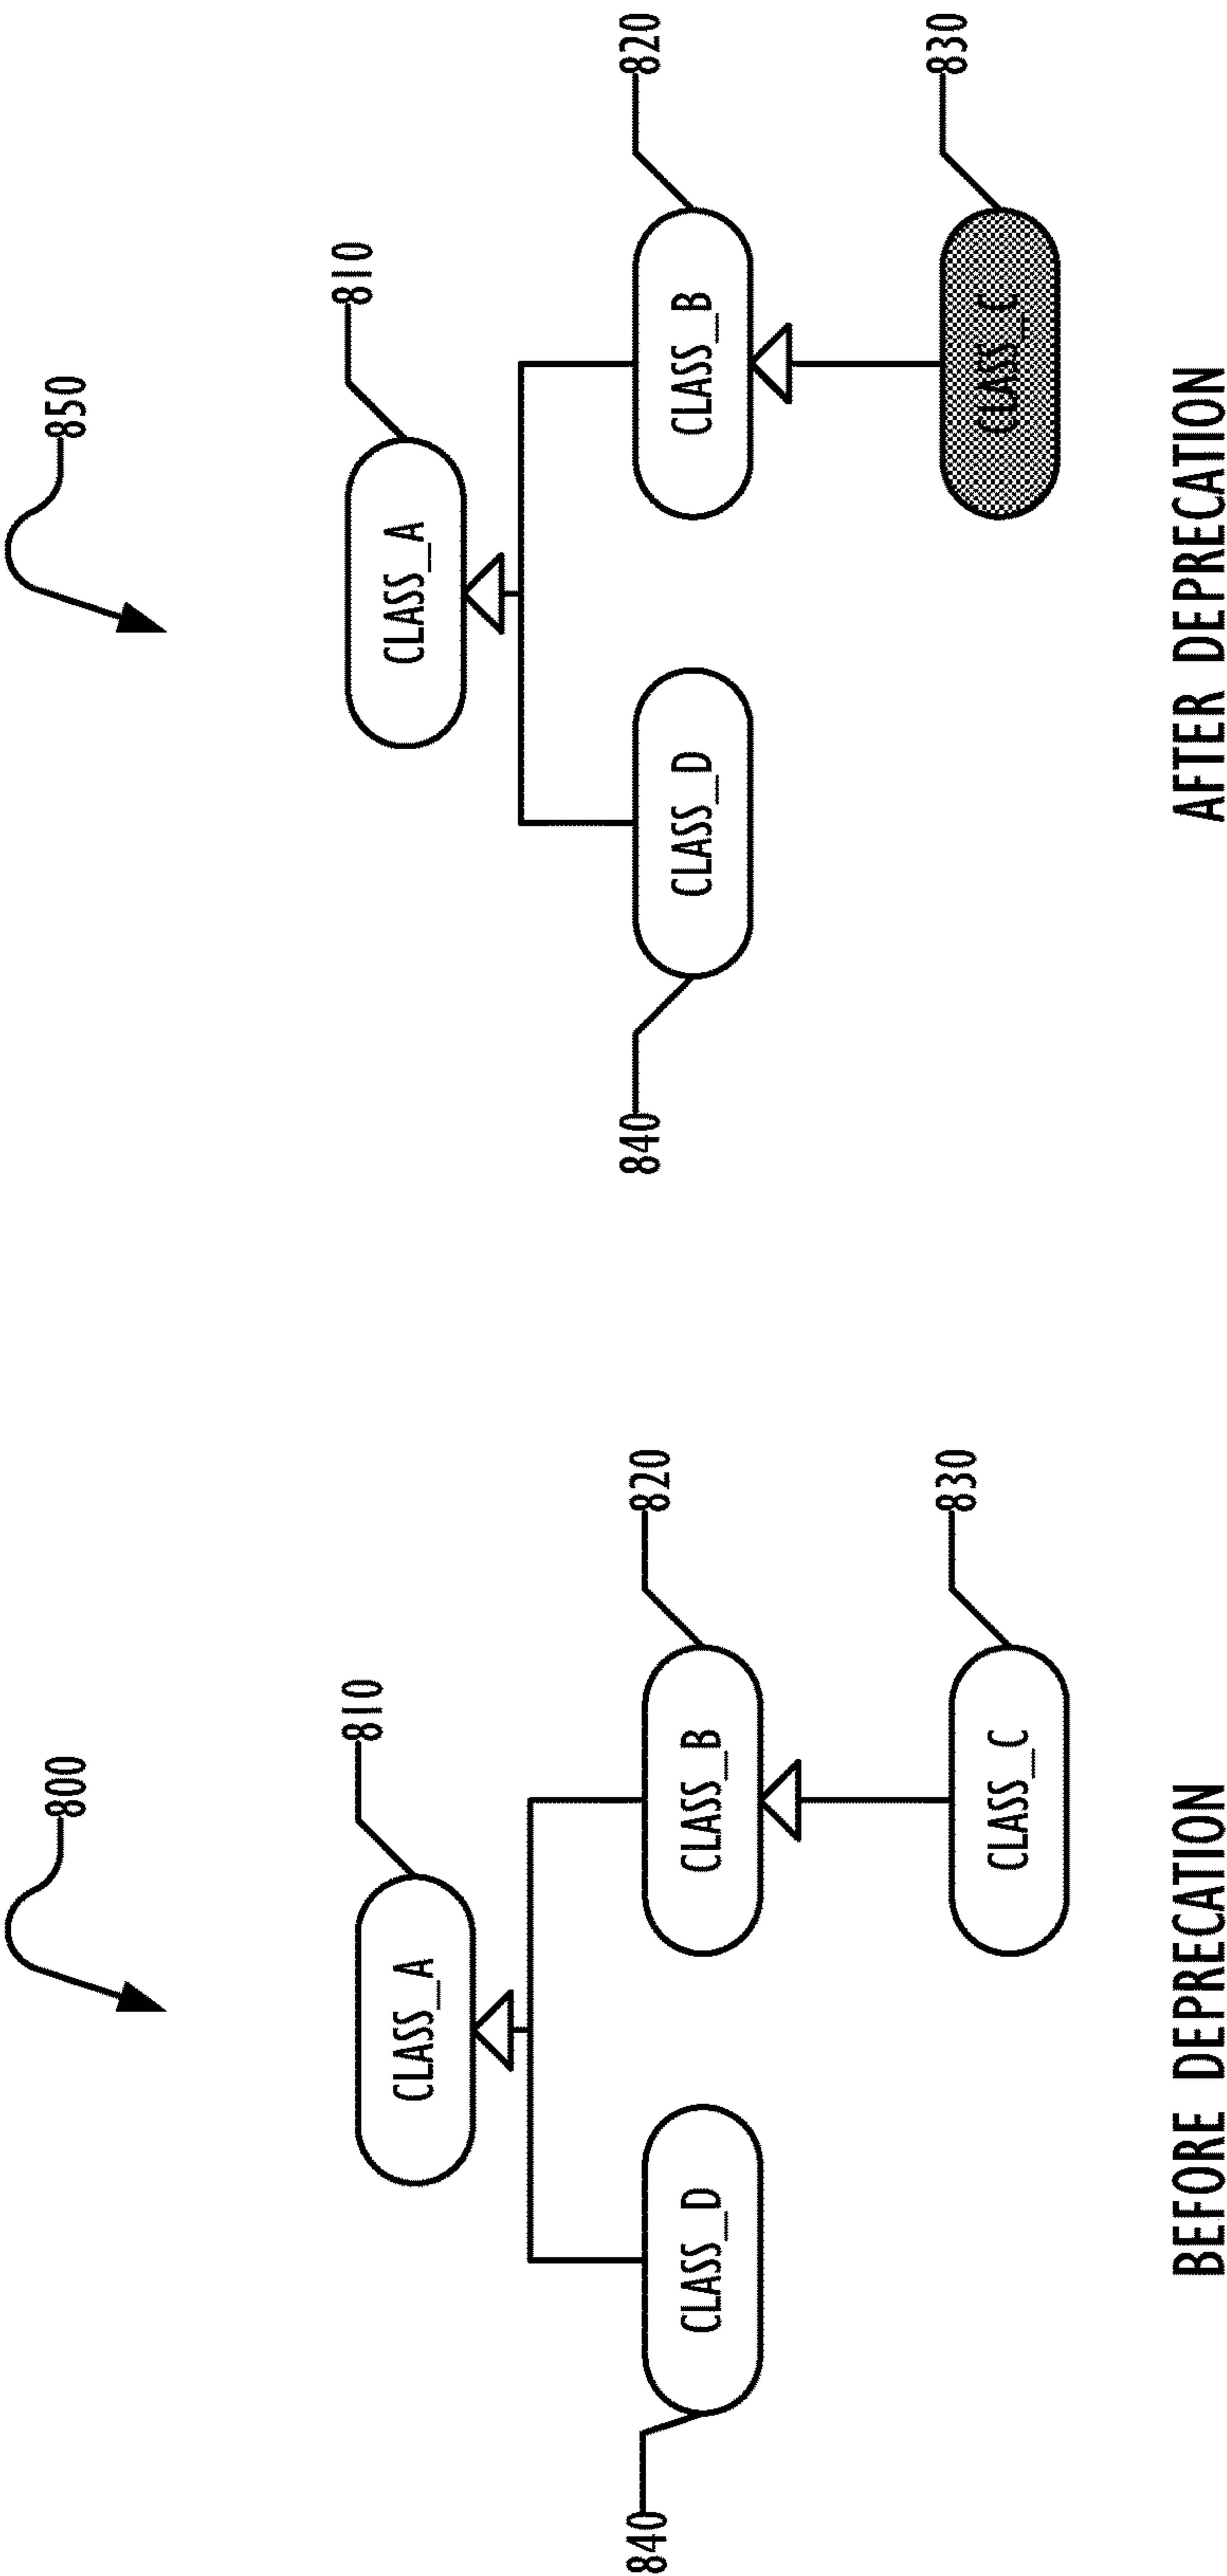 800
810
CLASS_A
840
CLASS_D
CLASS_B
820
CLASS_C
830
BEFORE DEPRECATION
850
810
CLASS_A
840
CLASS_D
CLASS_B
820
CLASS_C
830
AFTER DEPRECATION